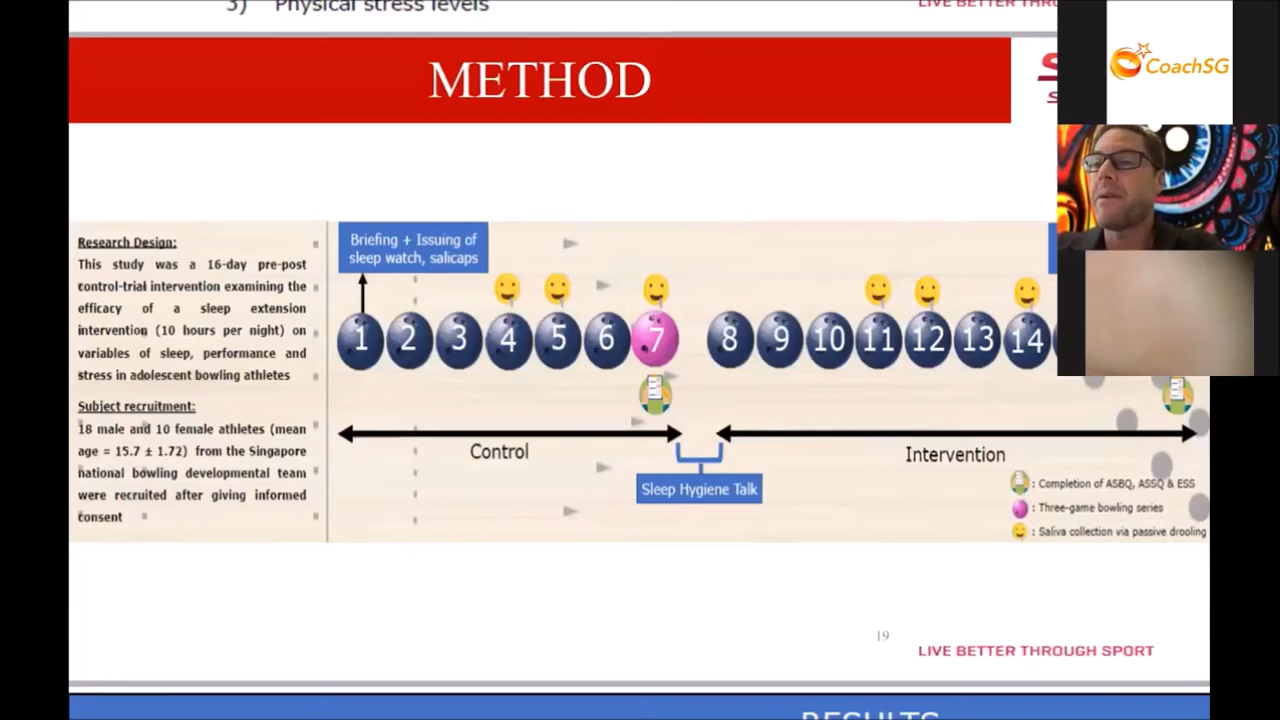 3) Physical stress levels
METHOD
CoachSG
Research Design:
This study was a 16-day pre-post
control-trial intervention examining the
efficacy of a sleep extension
intervention (10 hours per night) on
variables of sleep, performance and
stress in adolescent bowling athletes
Subject recruitment:
18 male and 10 female athletes (mean
age = 15.7 ± 1.72) from the Singapore
national bowling developmental team
were recruited after giving informed
consent
Briefing + Issuing of
sleep watch, salicaps
1 2 3 4 5 6 7 8 9 10 11 12 13 14
Control
Intervention
Sleep Hygiene Talk
: Completion of ASBQ, ASSQ & ESS
: Three-game bowling series
: Saliva collection via passive drooling
19
LIVE BETTER THROUGH SPORT
RESULTS